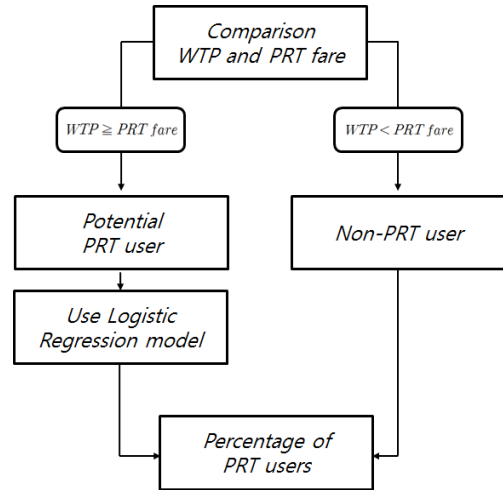 Comparison
WTP and PRT fare
WTP ≧ PRT fare
WTP < PRT fare
Potential
PRT user
Non-PRT user
Use Logistic
Regression model
Percentage of
PRT users